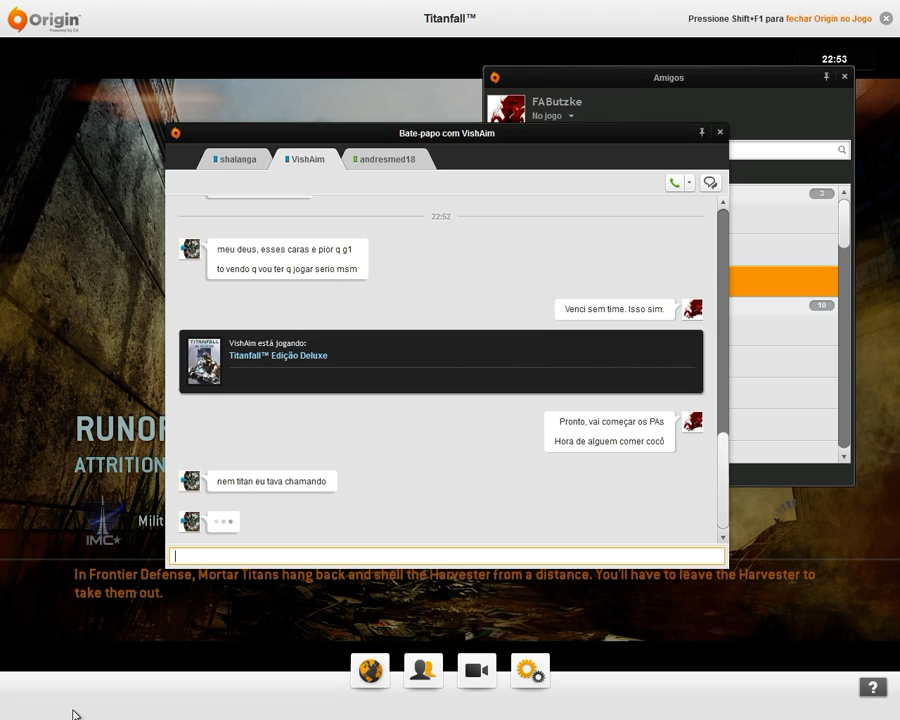 Origin
Powered by EA
Titanfall™
Pressione Shift+F1 para fechar Origin no Jogo
22:53
Amigos
FAButzke
No jogo
Bate-papo com VishAim
shalanga
VishAim
andresmed18
3
10
22:52
meu deus, esses caras e pior q g1
to vendo q vou ter q jogar serio msm
Venci sem time. Isso sim.
VishAim está jogando:
Titanfall™ Edição Deluxe
Pronto, vai começar os PAs
Hora de alguem comer cocô
nem titan eu tava chamando
ATTRITION
Milit
IMC
In Frontier Defense, Mortar Titans hang back and shell the Harvester from a distance. You'll have to leave the Harvester to
take them out.
?